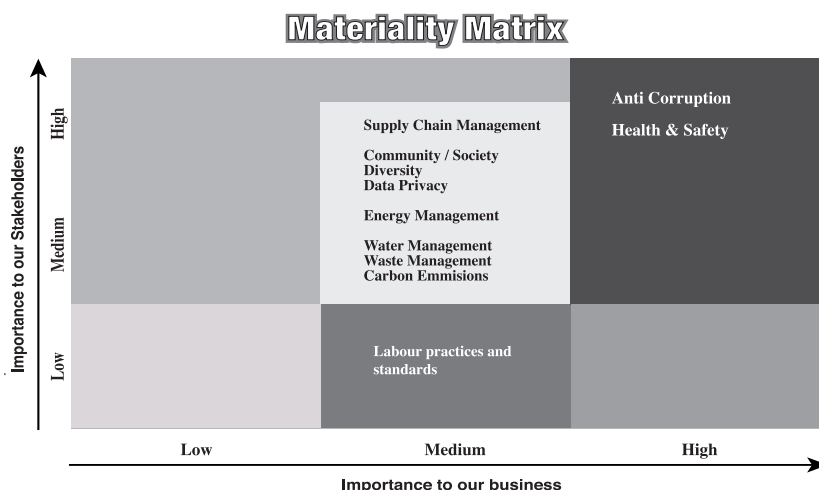 Materiality Matrix
Importance to our Stakeholders
High
Medium
Low
Supply Chain Management
Community / Society
Diversity
Data Privacy
Energy Management
Water Management
Waste Management
Carbon Emmisions
Anti Corruption
Health & Safety
Labour practices and
standards
Low
Medium
High
Importance to our business